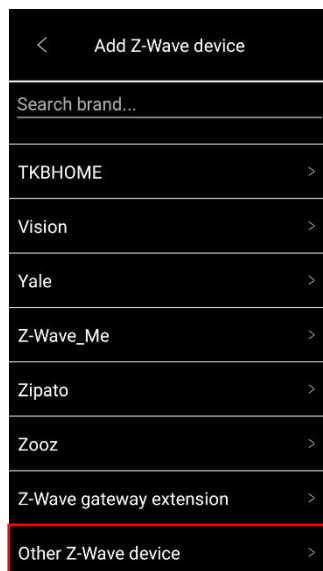 Add Z-Wave device
Search brand...
TKBHOME
Vision
Yale
Z-Wave_Me
Zipato
Zooz
Z-Wave gateway extension
Other Z-Wave device